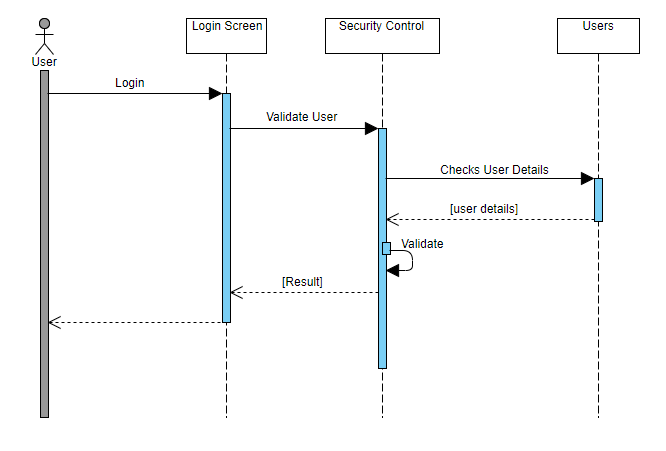 Login Screen
Security Control
Users
User
Login
Validate User
Checks User Details
[user details]
Validate
[Result]